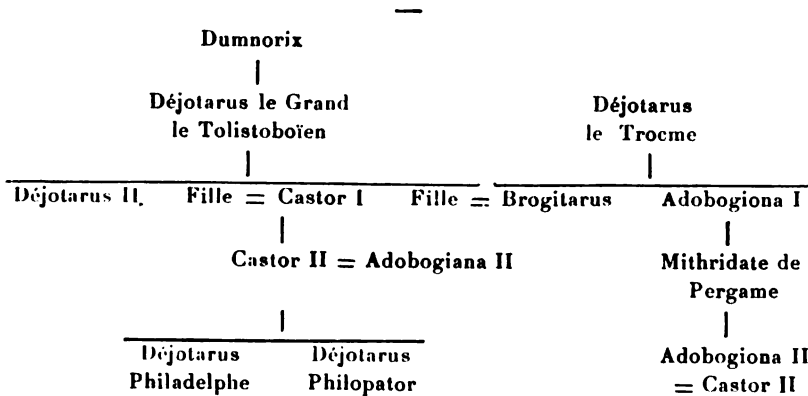 Dumnorix
Déjotarus le Grand
le Tolistoboïen
Déjotarus
le Trocme
Déjotarus II. Fille = Castor I Fille = Brogitarus Adobogiona I
Castor II = Adobogiana II
Mithridate de
Pergame
Déjotarus
Philadelphe
Déjotarus
Philopator
Adobogiona II
= Castor II